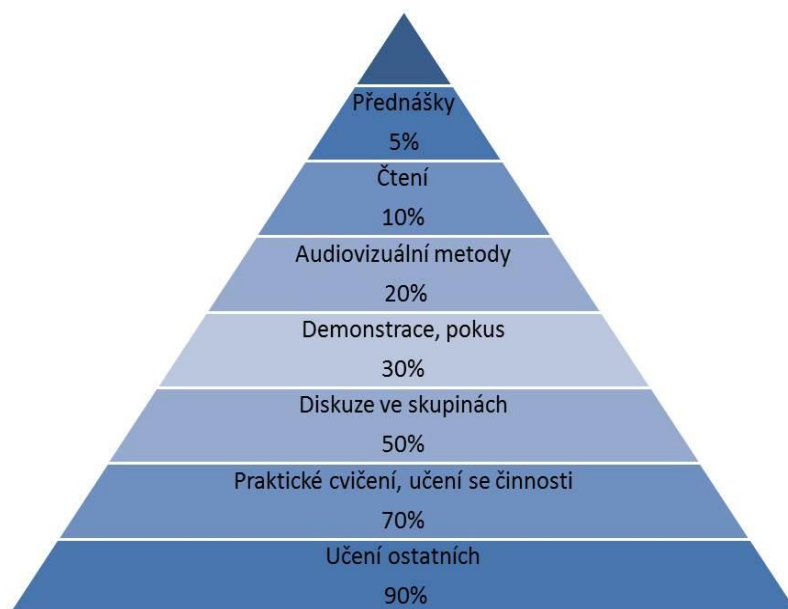 Přednášky
5%
Čtení
10%
Audiovizuální metody
20%
Demonstrace, pokus
30%
Diskuze ve skupinách
50%
Praktické cvičení, učení se činnosti
70%
Učení ostatních
90%